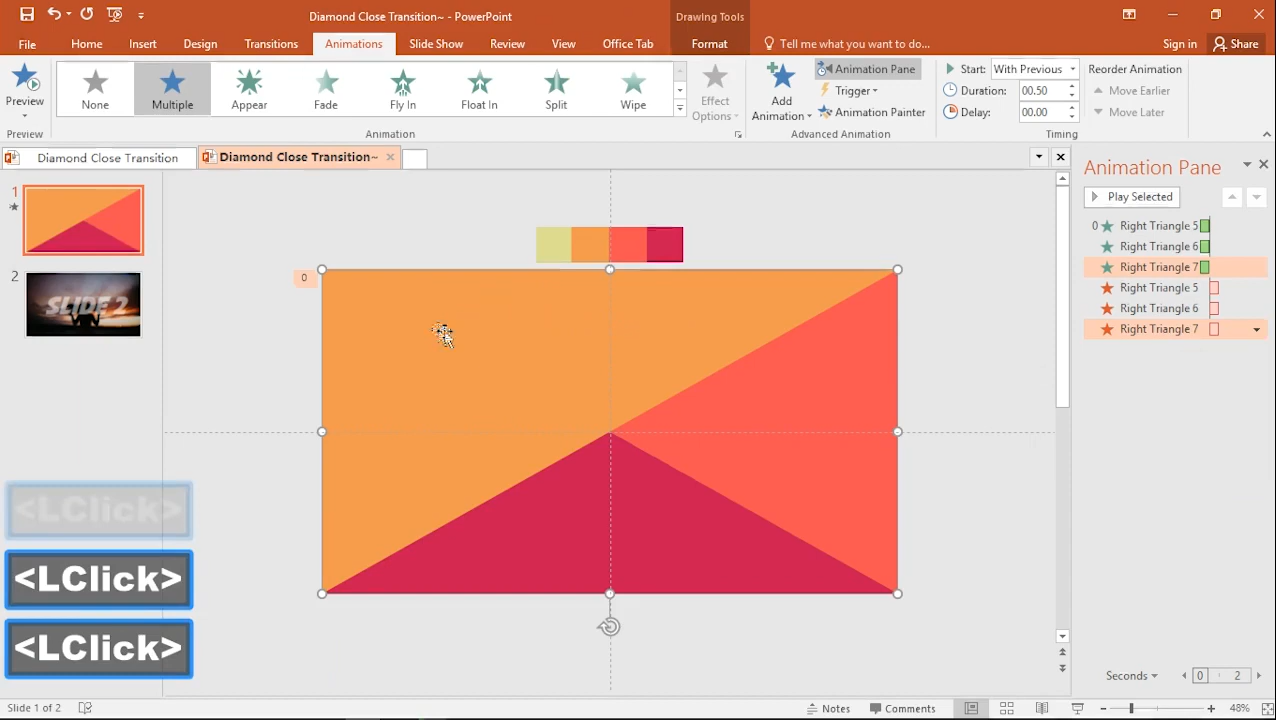 Diamond Close Transition~ - PowerPoint
Drawing Tools
File
Home
Insert
Design
Transitions
Animations
Slide Show
Review
View
Office Tab
Format
Tell me what you want to do...
Sign in
Share
Preview
Preview
None
Multiple
Appear
Fade
Fly In
Float In
Split
Wipe
Animation
Effect
Options
Add
Animation
Animation Pane
Trigger
Animation Painter
Advanced Animation
Start: With Previous
Duration: 00.50
Delay: 00.00
Timing
Reorder Animation
Move Earlier
Move Later
Diamond Close Transition
Diamond Close Transition~
1
2
SLIDE 2
0
<LClick>
<LClick>
<LClick>
Animation Pane
Play Selected
0 Right Triangle 5
Right Triangle 6
Right Triangle 7
Right Triangle 5
Right Triangle 6
Right Triangle 7
Seconds
0
2
Slide 1 of 2
Notes
Comments
48%